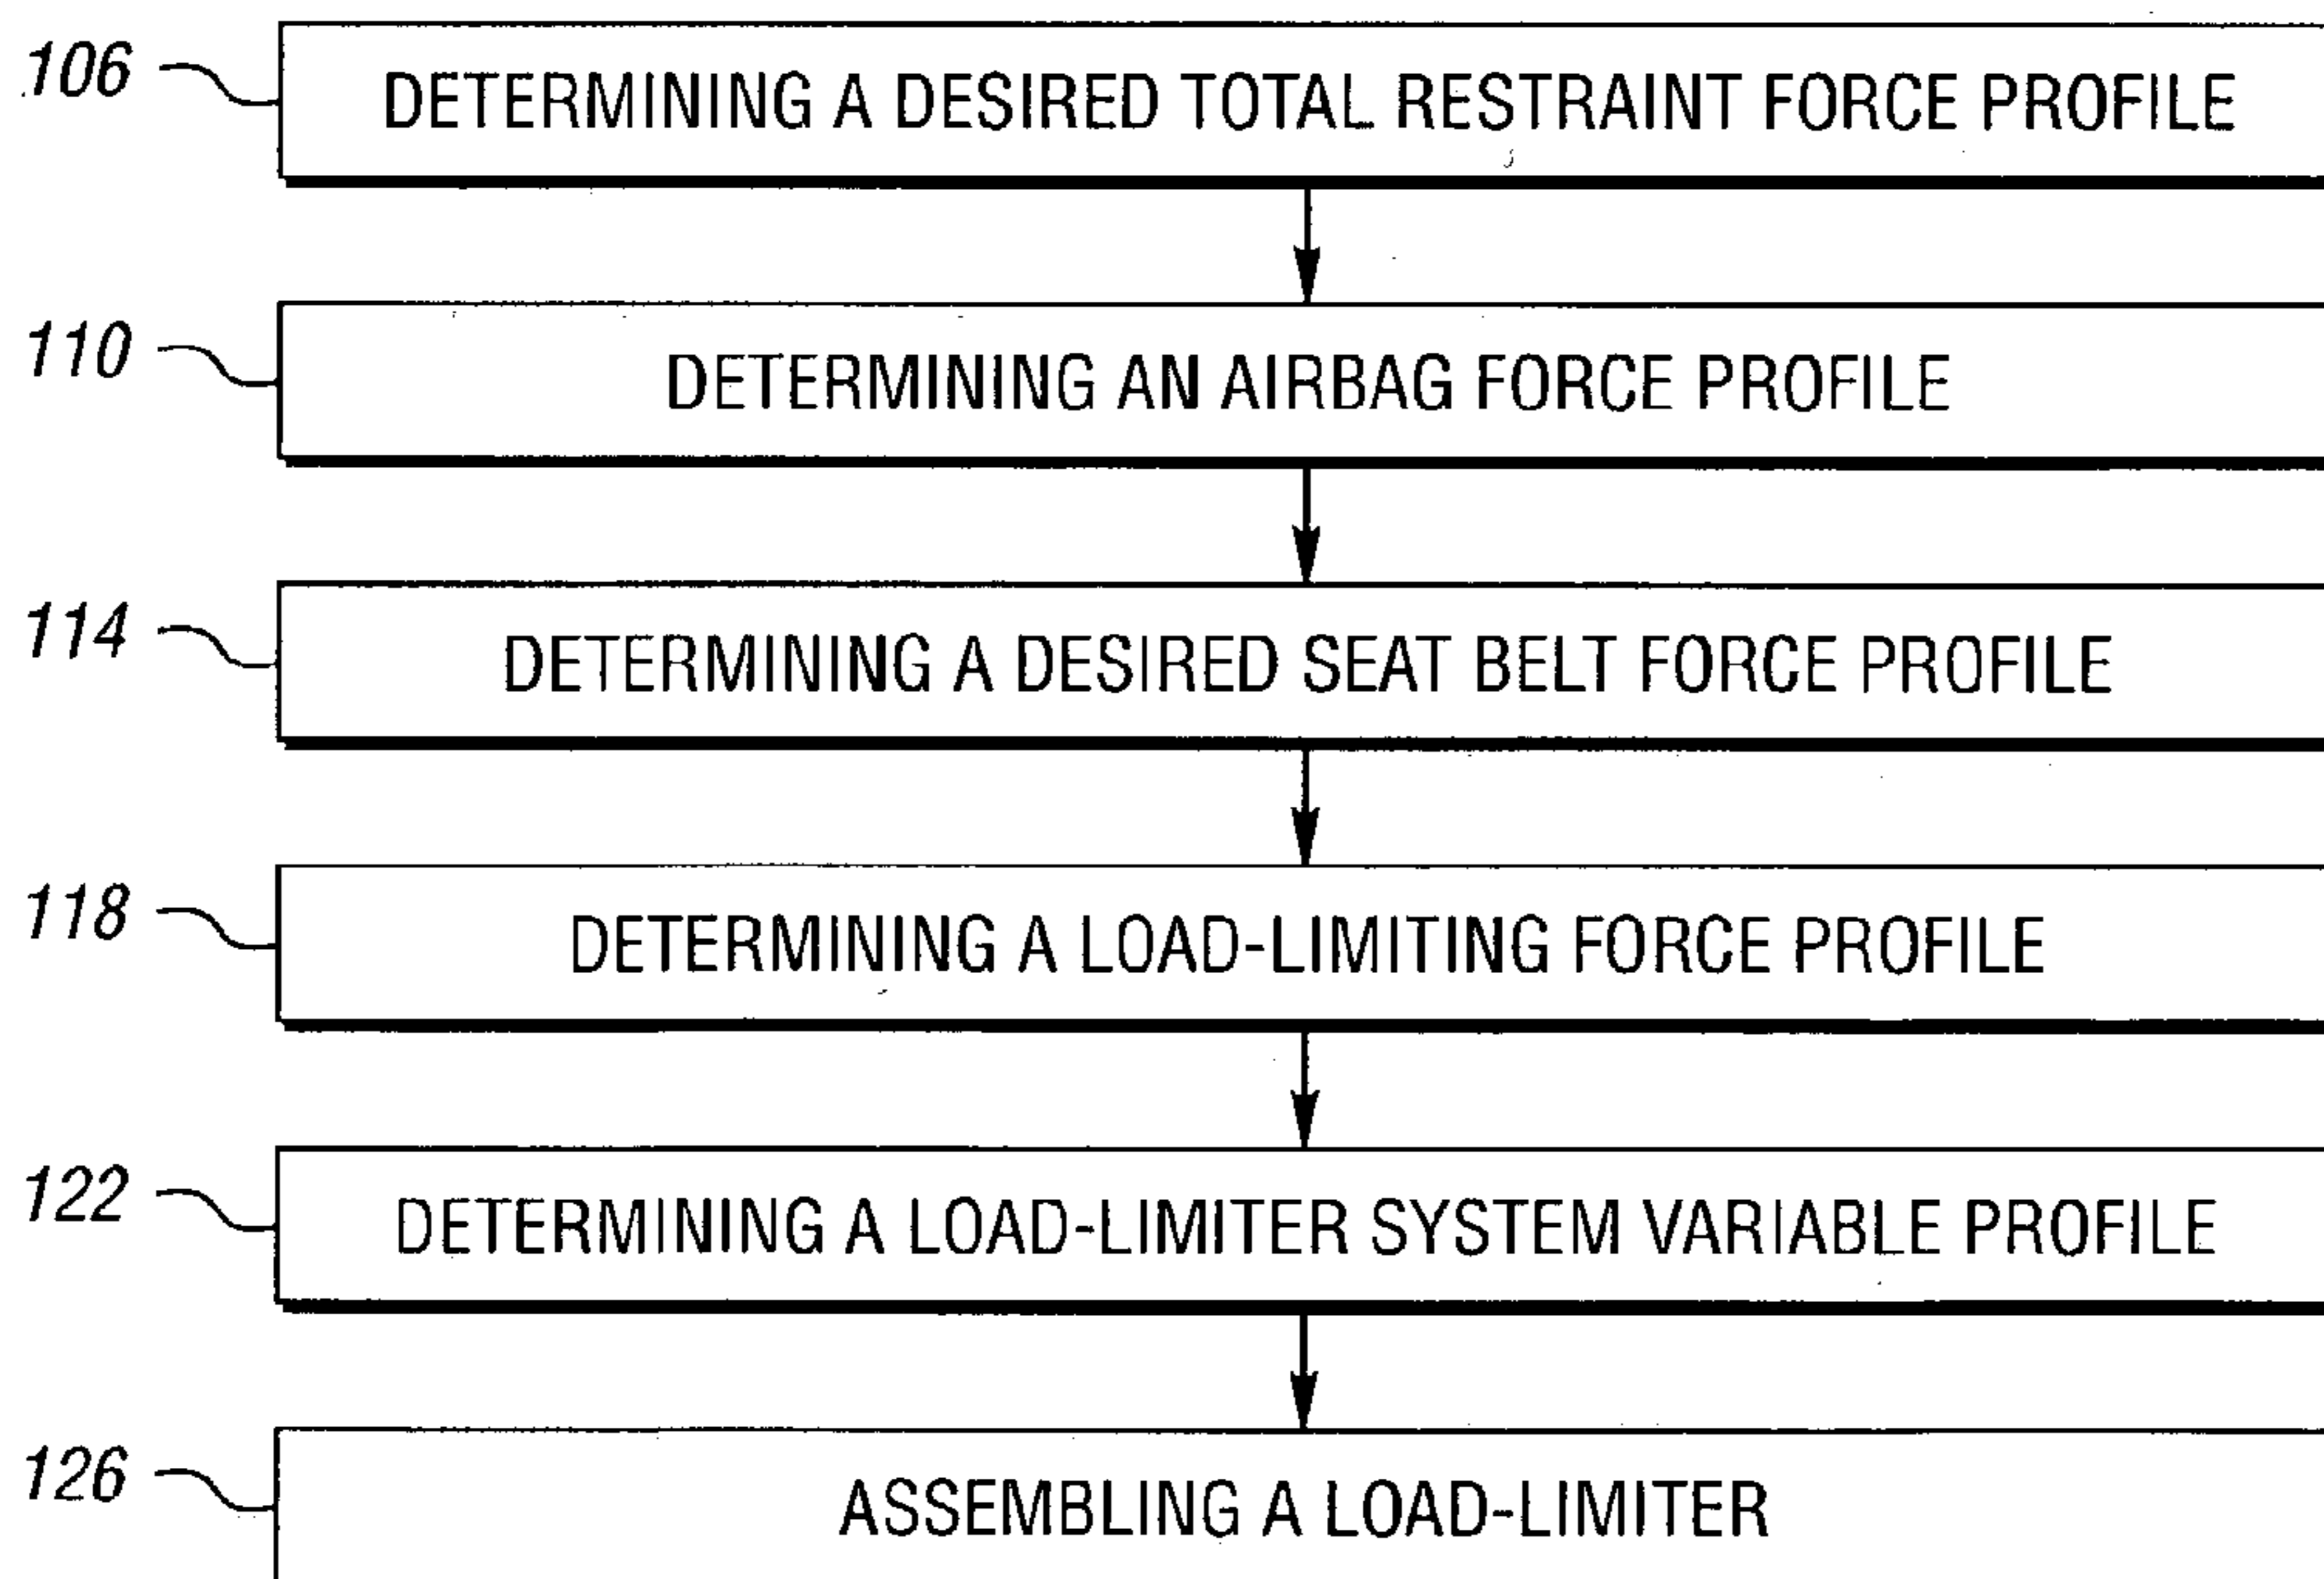 106 DETERMINING A DESIRED TOTAL RESTRAINT FORCE PROFILE
110 DETERMINING AN AIRBAG FORCE PROFILE
114 DETERMINING A DESIRED SEAT BELT FORCE PROFILE
118 DETERMINING A LOAD-LIMITING FORCE PROFILE
122 DETERMINING A LOAD-LIMITER SYSTEM VARIABLE PROFILE
126 ASSEMBLING A LOAD-LIMITER